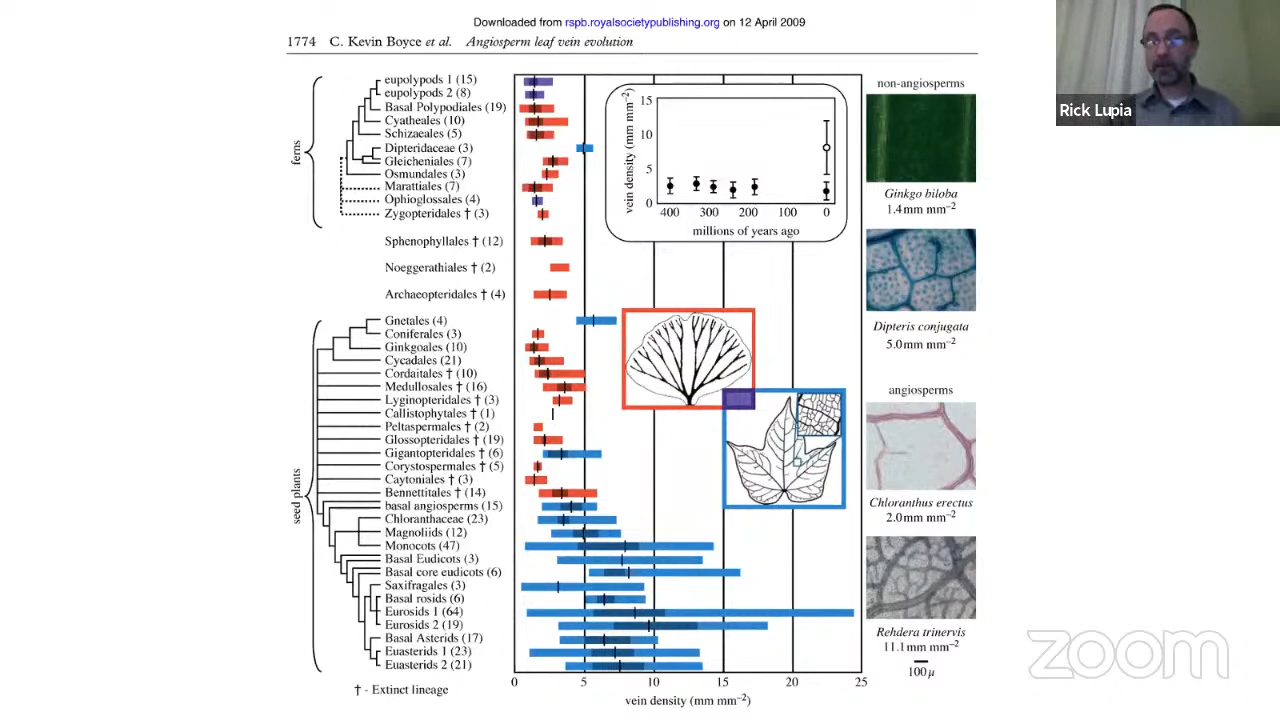 Downloaded from rspb.royalsocietypublishing.org on 12 April 2009
1774 C. Kevin Boyce et al. Angiosperm leaf vein evolution
Rick Lupia
ferns
eupolypods 1 (15)
eupolypods 2 (8)
Basal Polypodiales (19)
Cyatheales (10)
Schizaeales (5)
Dipteridaceae (3)
Gleicheniales (7)
Osmundales (3)
Marattiales (7)
Ophioglossales (4)
Zygopteridales † (3)
Sphenophyllales † (12)
Noeggerathiales † (2)
Archaeopteridales † (4)
seed plants
Gnetales (4)
Coniferales (3)
Ginkgoales (10)
Cycadales (21)
Cordaitales † (10)
Medullosales † (16)
Lyginopteridales † (3)
Callistophytales † (1)
Peltaspermales † (2)
Glossopteridales † (19)
Gigantopteridales † (6)
Corystospermales † (5)
Caytoniales † (3)
Bennettitales † (14)
basal angiosperms (15)
Chloranthaceae (23)
Magnoliids (12)
Monocots (47)
Basal Eudicots (3)
Basal core eudicots (6)
Saxifragales (3)
Basal rosids (6)
Eurosids 1 (64)
Eurosids 2 (19)
Basal Asterids (17)
Euasterids 1 (23)
Euasterids 2 (21)
† - Extinct lineage
0 5 10 15 20 25
vein density (mm mm⁻²)
vein density (mm mm⁻²)
15
10
5
0
400 300 200 100 0
millions of years ago
non-angiosperms
Ginkgo biloba
1.4 mm mm⁻²
Dipteris conjugata
5.0 mm mm⁻²
angiosperms
Chloranthus erectus
2.0 mm mm⁻²
Rehdera trinervis
11.1 mm mm⁻²
100μ
zoom